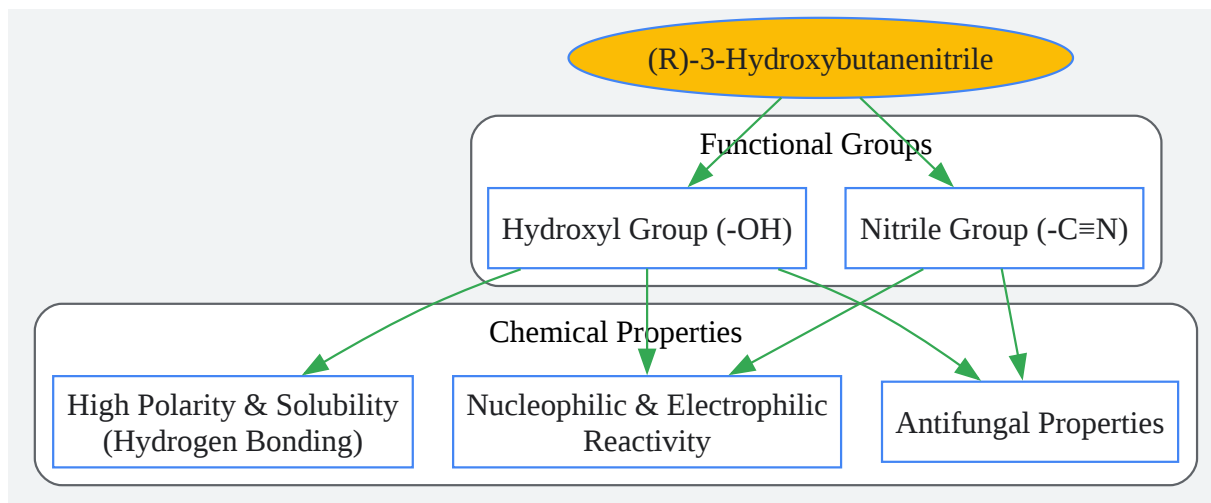 (R)-3-Hydroxybutanenitrile
Functional Groups
Hydroxyl Group (-OH)
Nitrile Group (-C≡N)
Chemical Properties
High Polarity & Solubility
(Hydrogen Bonding)
Nucleophilic & Electrophilic
Reactivity
Antifungal Properties